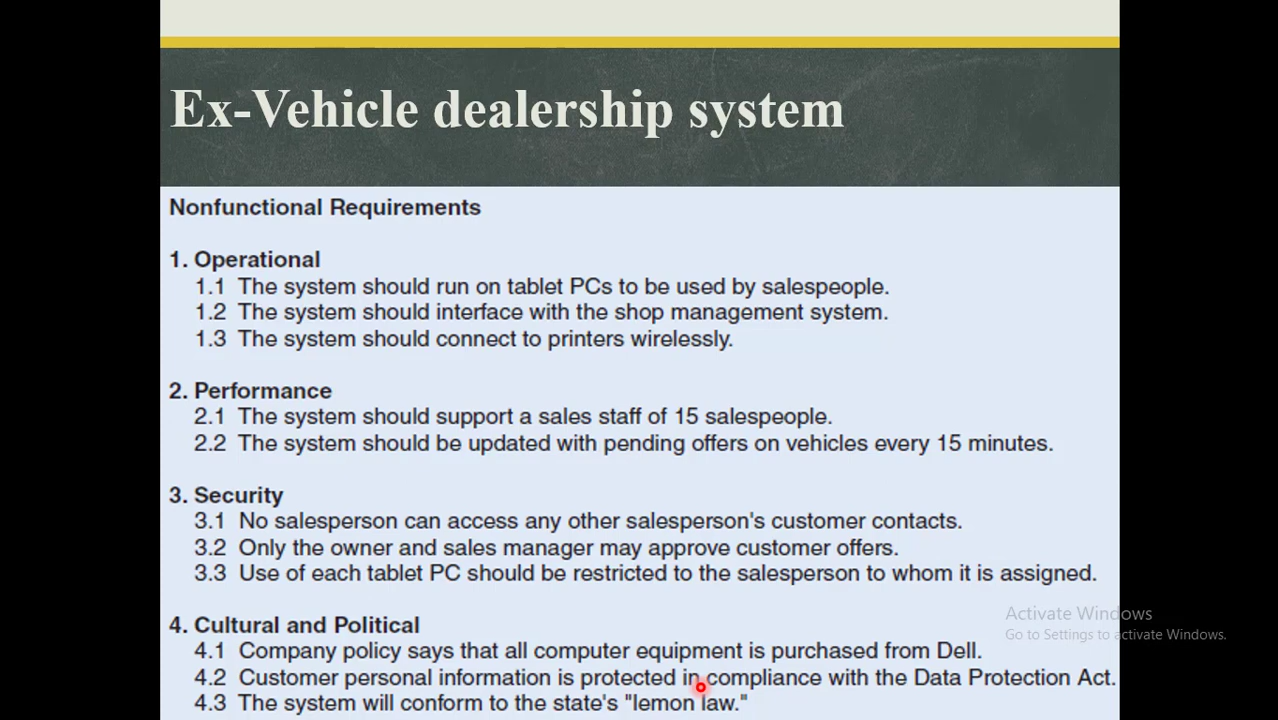 Ex-Vehicle dealership system
Nonfunctional Requirements
1. Operational
1.1 The system should run on tablet PCs to be used by salespeople.
1.2 The system should interface with the shop management system.
1.3 The system should connect to printers wirelessly.
2. Performance
2.1 The system should support a sales staff of 15 salespeople.
2.2 The system should be updated with pending offers on vehicles every 15 minutes.
3. Security
3.1 No salesperson can access any other salesperson's customer contacts.
3.2 Only the owner and sales manager may approve customer offers.
3.3 Use of each tablet PC should be restricted to the salesperson to whom it is assigned.
Activate Windows
Go to Settings to activate Windows.
4. Cultural and Political
4.1 Company policy says that all computer equipment is purchased from Dell.
4.2 Customer personal information is protected in compliance with the Data Protection Act.
4.3 The system will conform to the state's "lemon law."